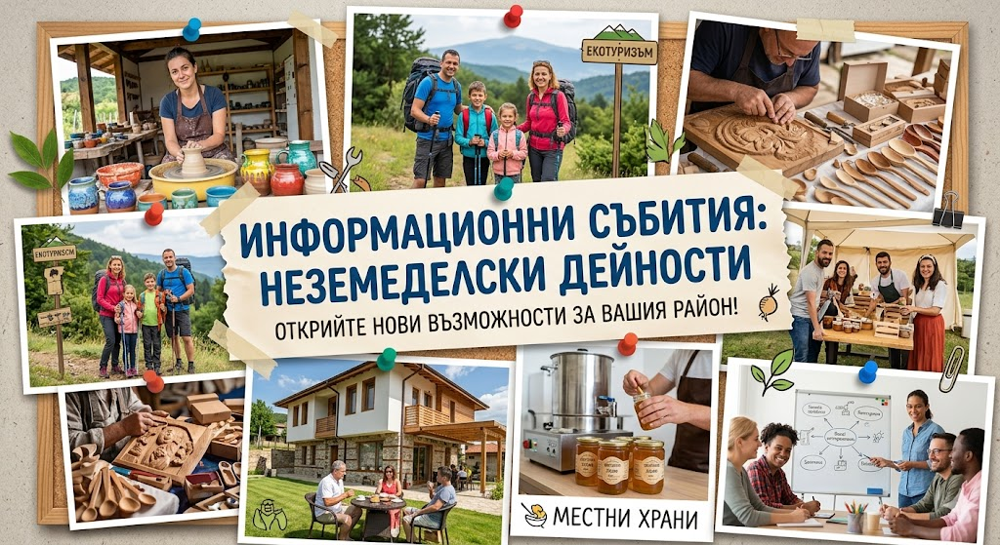 ЕКОТУРИЗЪМ
ИНФОРМАЦИОННИ СЪБИТИЯ:
НЕЗЕМЕДЕЛСКИ ДЕЙНОСТИ
ОТКРИЙТЕ НОВИ ВЪЗМОЖНОСТИ ЗА ВАШИЯ РАЙОН!
МЕСТНИ ХРАНИ